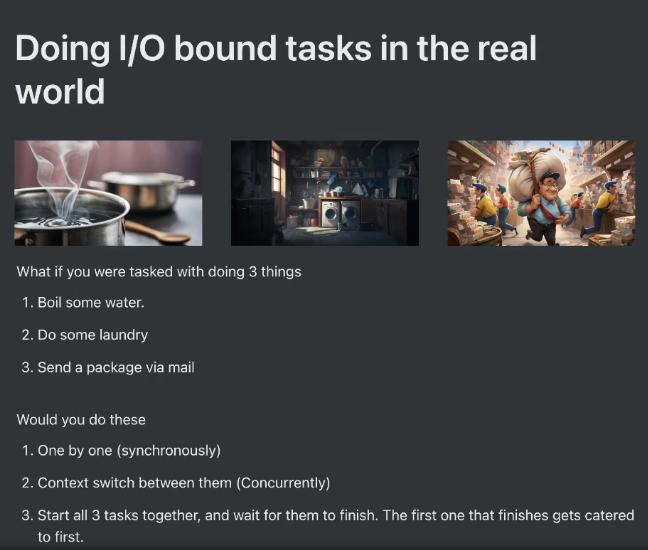 Doing I/O bound tasks in the real
world
What if you were tasked with doing 3 things
1. Boil some water.
2. Do some laundry
3. Send a package via mail
Would you do these
1. One by one (synchronously)
2. Context switch between them (Concurrently)
3. Start all 3 tasks together, and wait for them to finish. The first one that finishes gets catered
to first.